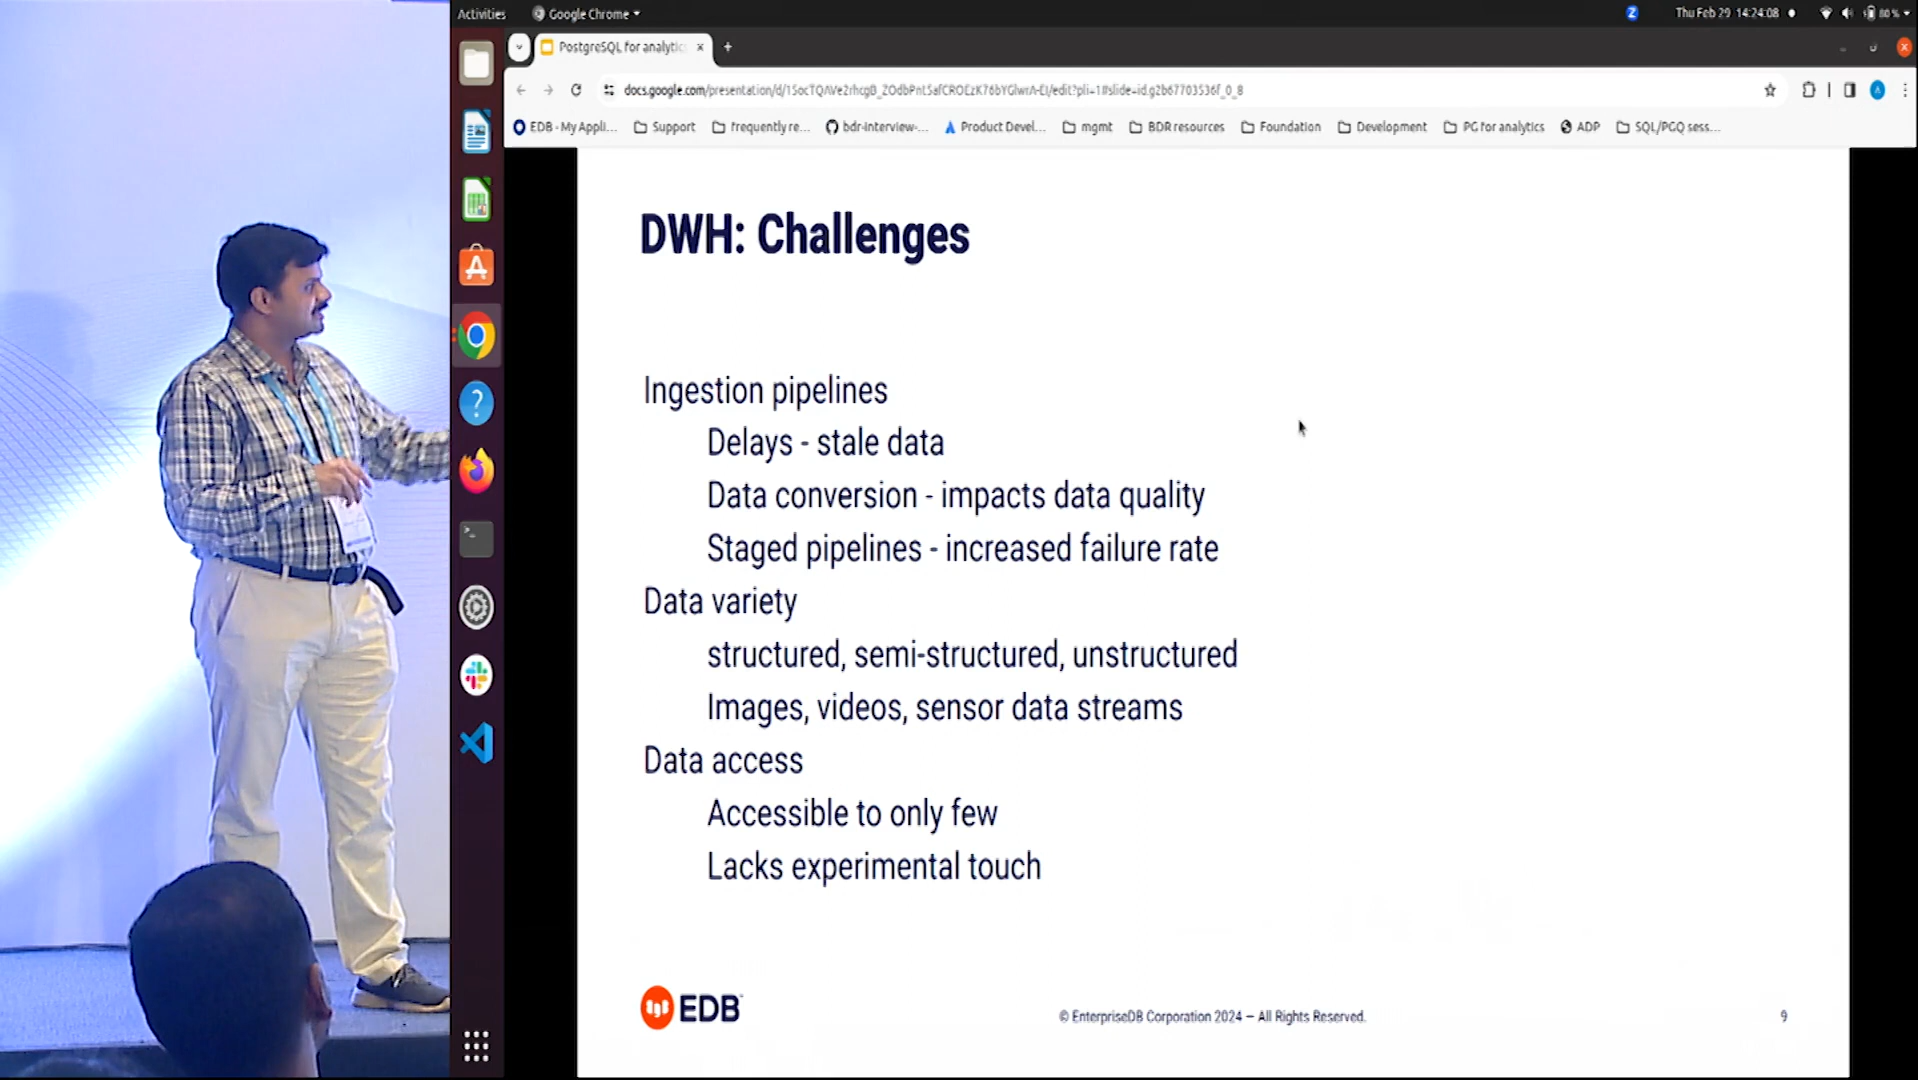 Activities
Google Chrome
Thu Feb 29 14:24:08
80 %
PostgreSQL for analytic
EDB - My Appli...
Support
frequently re...
bdr-interview-...
Product Devel...
mgmt
BDR resources
Foundation
Development
PG for analytics
ADP
SQL/PGQ sess...
DWH: Challenges
Ingestion pipelines
Delays - stale data
Data conversion - impacts data quality
Staged pipelines - increased failure rate
Data variety
structured, semi-structured, unstructured
Images, videos, sensor data streams
Data access
Accessible to only few
Lacks experimental touch
EDB
© EnterpriseDB Corporation 2024 – All Rights Reserved.
9